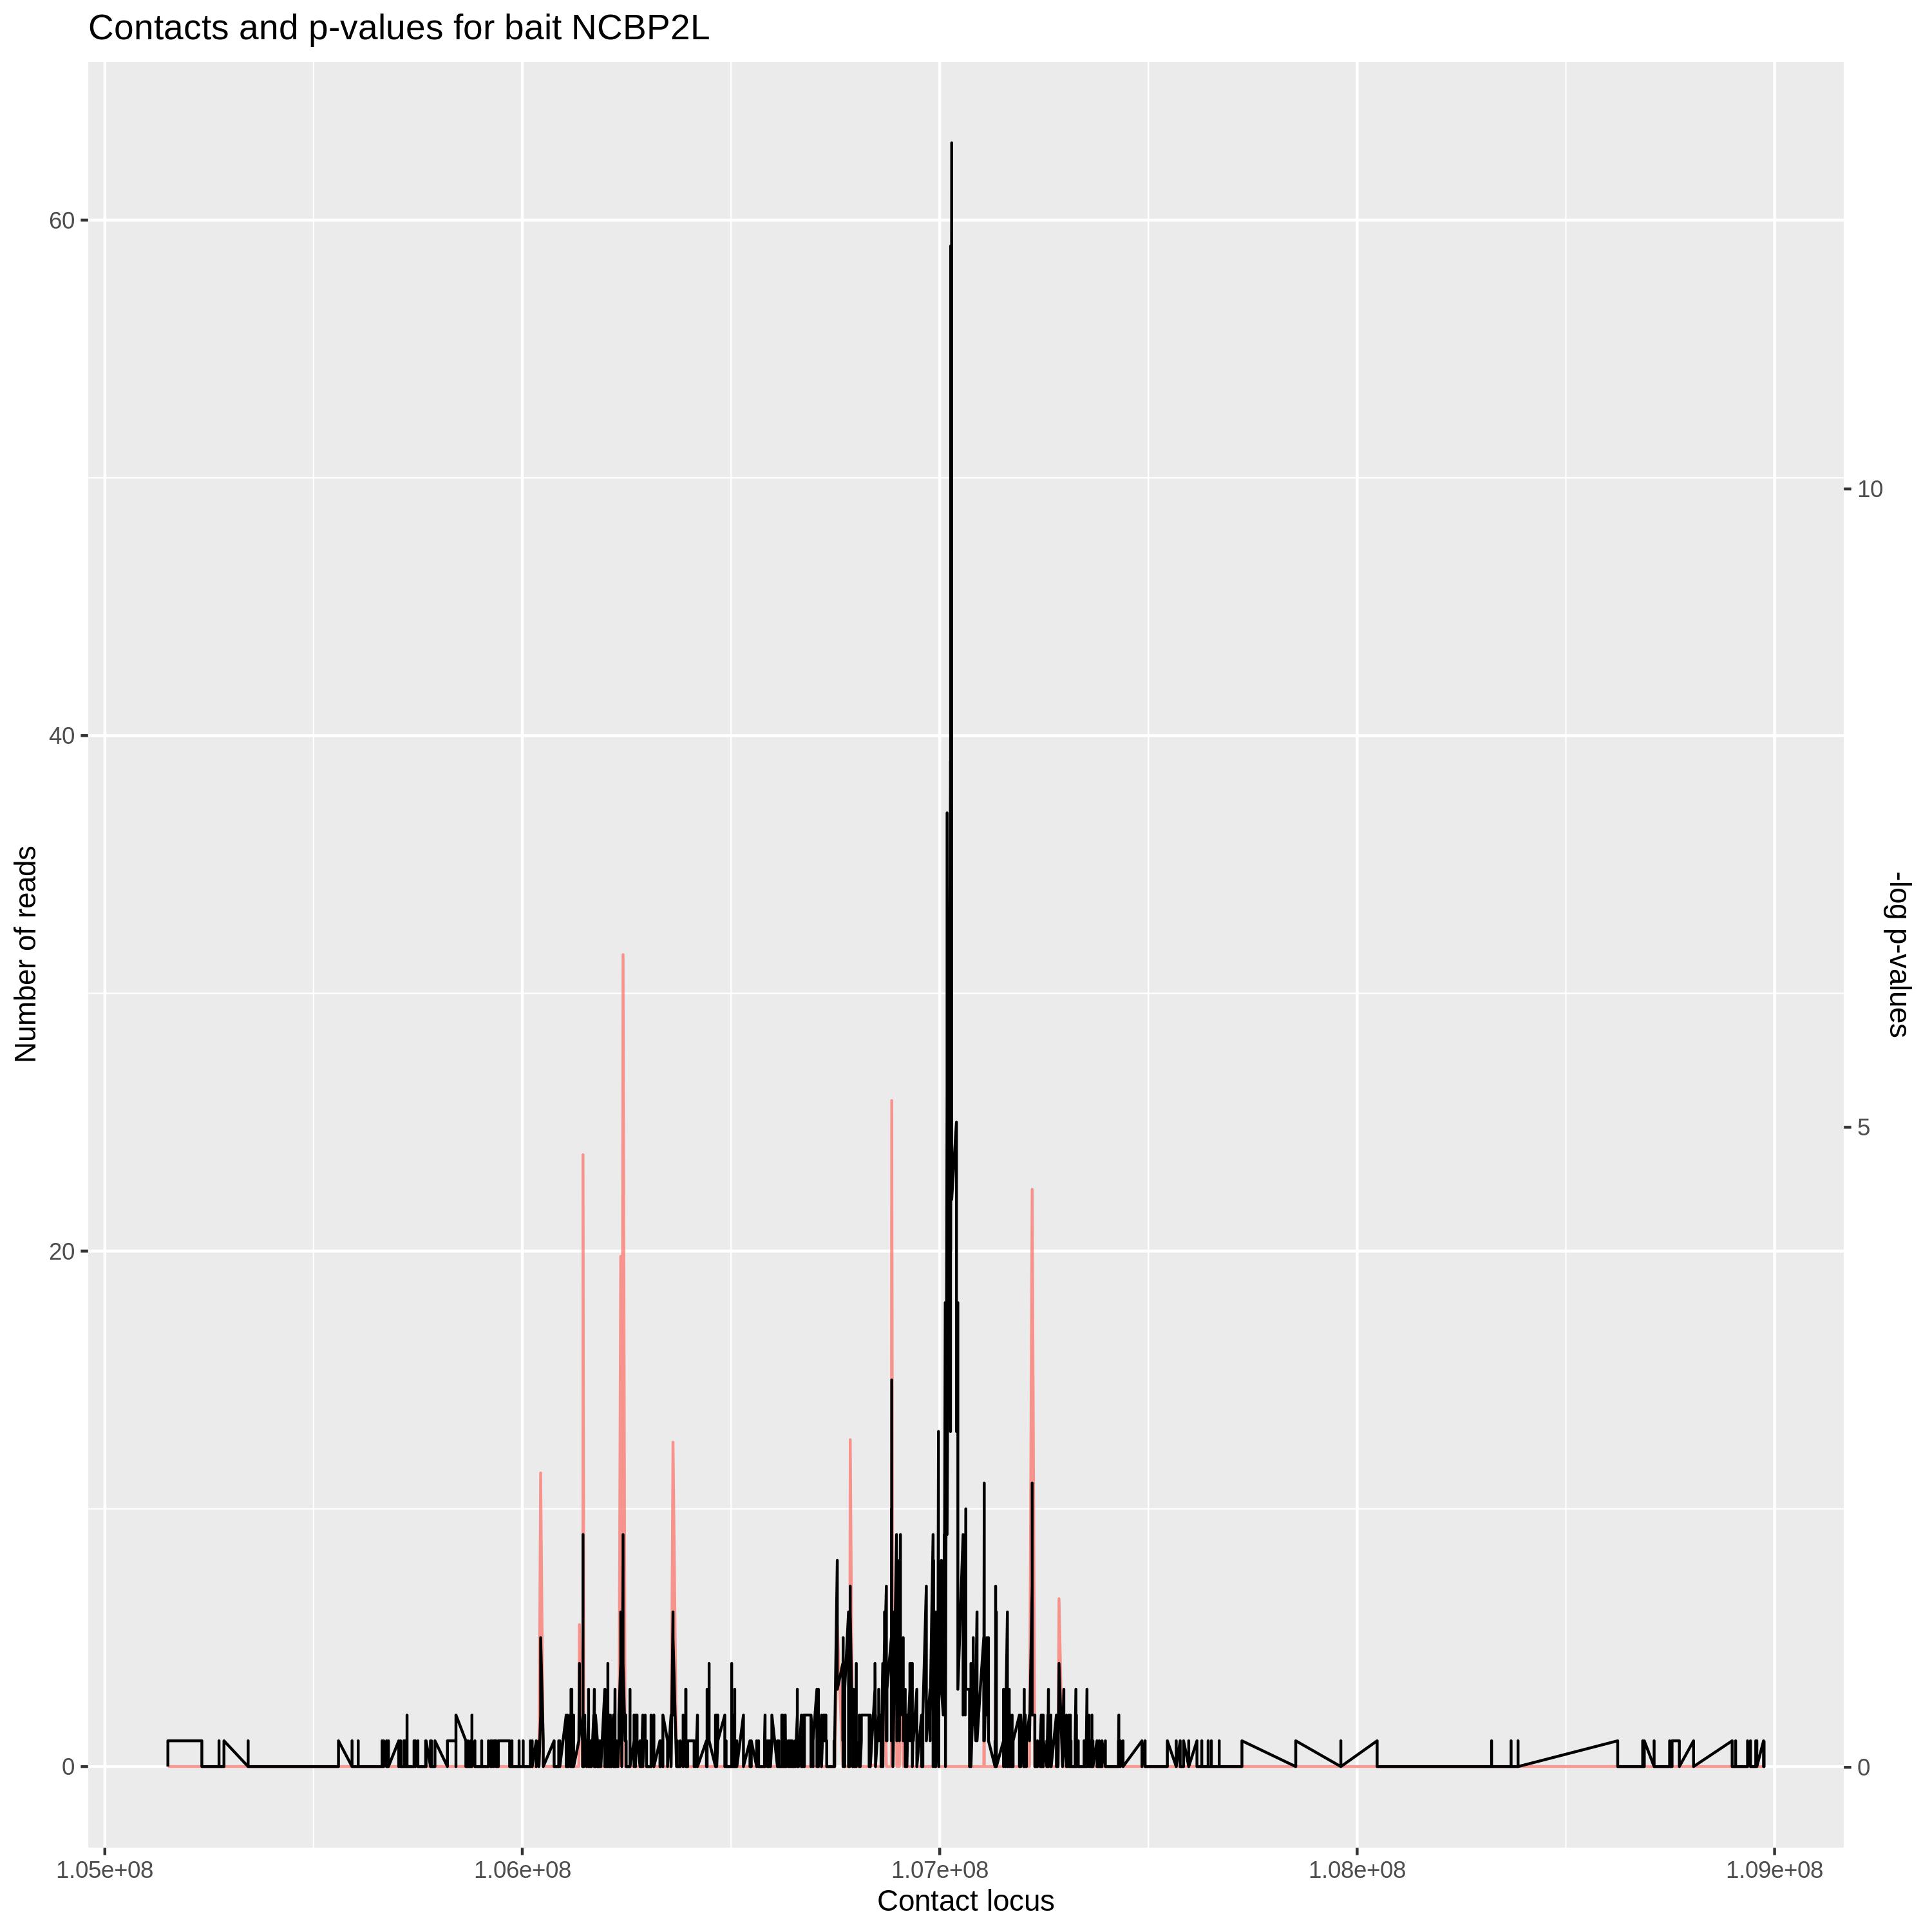 Contacts and p-values for bait NCBP2L
60
40
20
0
10
5
0
Number of reads
-log p-values
1.05e+08
1.06e+08
1.07e+08
1.08e+08
1.09e+08
Contact locus